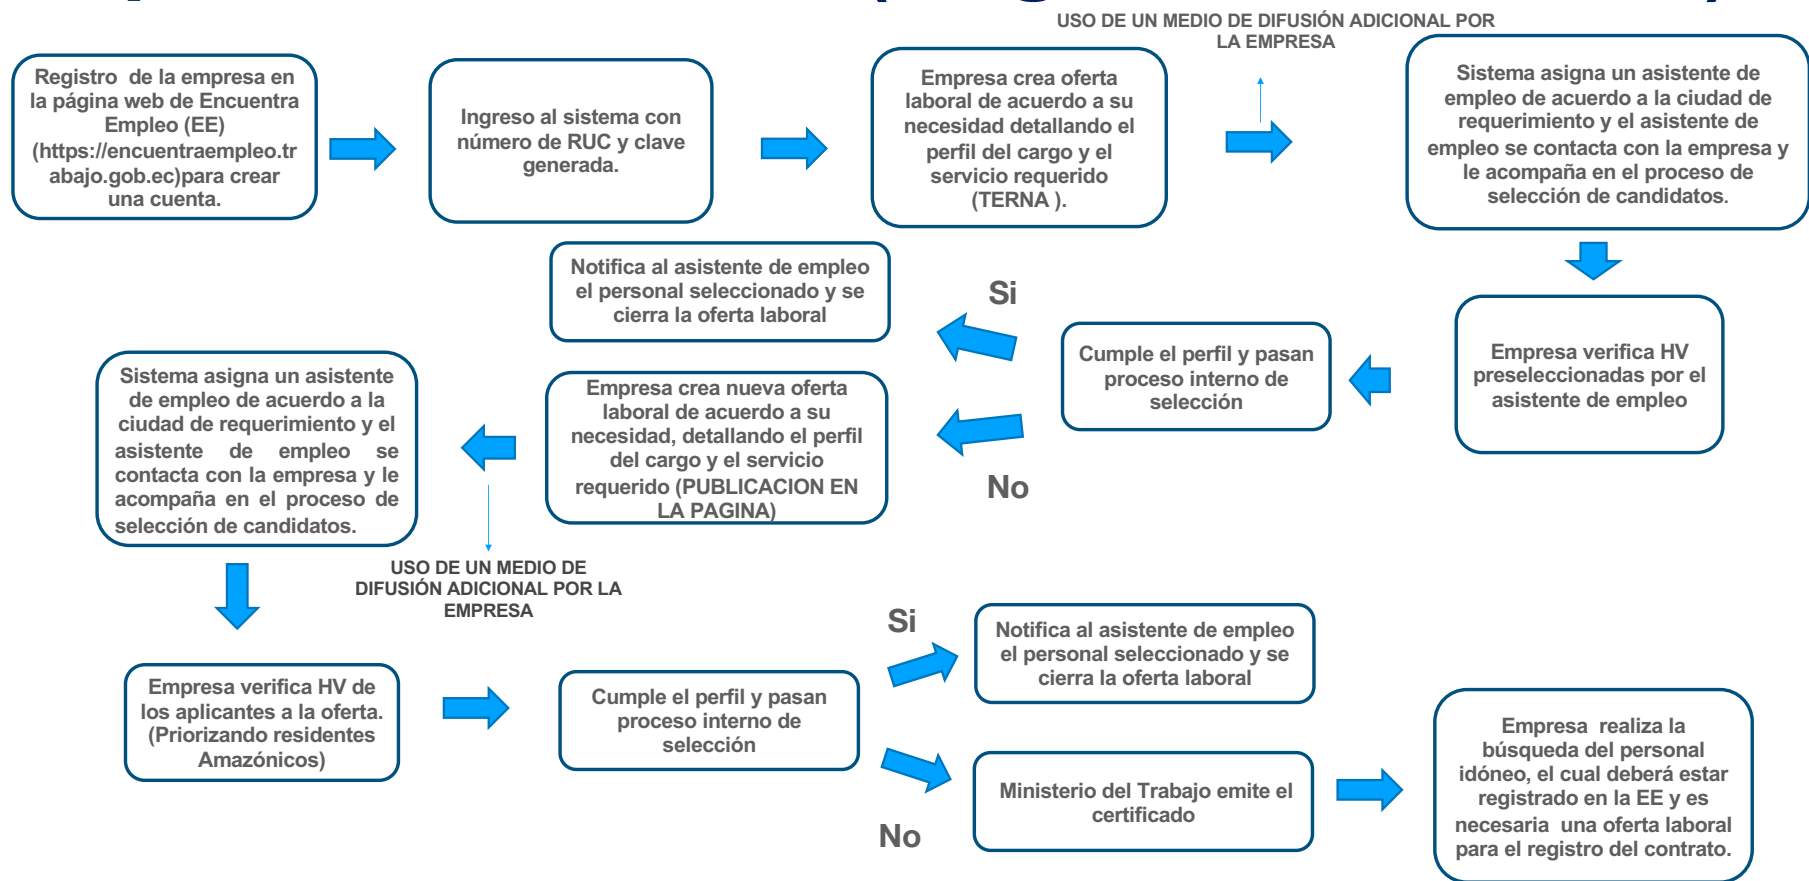 USO DE UN MEDIO DE DIFUSIÓN ADICIONAL POR
LA EMPRESA
Registro de la empresa en
la página web de Encuentra
Empleo (EE)
(https://encuentraempleo.tr
abajo.gob.ec)para crear
una cuenta.
Ingreso al sistema con
número de RUC y clave
generada.
Empresa crea oferta
laboral de acuerdo a su
necesidad detallando el
perfil del cargo y el
servicio requerido
(TERNA ).
Sistema asigna un asistente de
empleo de acuerdo a la ciudad de
requerimiento y el asistente de
empleo se contacta con la empresa y
le acompaña en el proceso de
selección de candidatos.
Empresa verifica HV
preseleccionadas por el
asistente de empleo
Cumple el perfil y pasan
proceso interno de
selección
Si
Notifica al asistente de empleo
el personal seleccionado y se
cierra la oferta laboral
No
Empresa crea nueva oferta
laboral de acuerdo a su
necesidad, detallando el perfil
del cargo y el servicio
requerido (PUBLICACION EN
LA PAGINA)
USO DE UN MEDIO DE
DIFUSIÓN ADICIONAL POR LA
EMPRESA
Sistema asigna un asistente
de empleo de acuerdo a la
ciudad de requerimiento y el
asistente de empleo se
contacta con la empresa y le
acompaña en el proceso de
selección de candidatos.
Empresa verifica HV de
los aplicantes a la oferta.
(Priorizando residentes
Amazónicos)
Cumple el perfil y pasan
proceso interno de
selección
Si
Notifica al asistente de empleo
el personal seleccionado y se
cierra la oferta laboral
No
Ministerio del Trabajo emite el
certificado
Empresa realiza la
búsqueda del personal
idóneo, el cual deberá estar
registrado en la EE y es
necesaria una oferta laboral
para el registro del contrato.